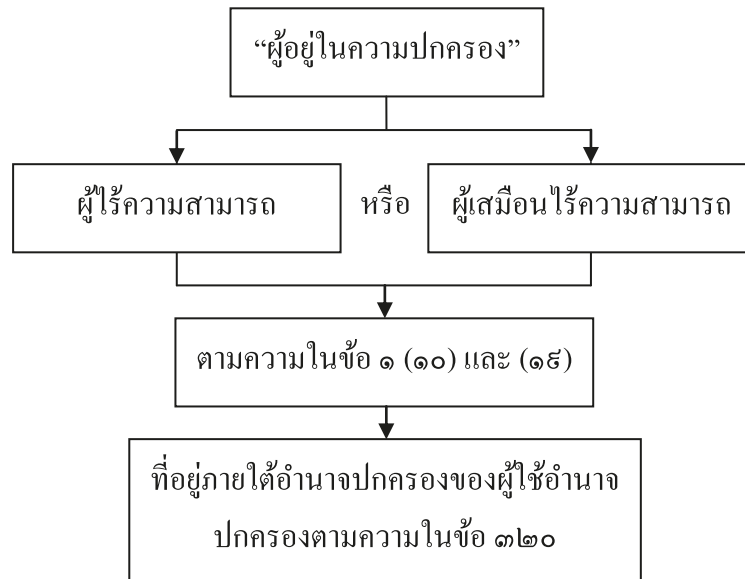 “ผู้อยู่ในความปกครอง”
ผู้ไร้ความสามารถ หรือ ผู้เสมือนไร้ความสามารถ
ตามความในข้อ ๑ (๑๐) และ (๑๙)
ที่อยู่ภายใต้อำนาจปกครองของผู้ใช้อำนาจ
ปกครองตามความในข้อ ๓๒๐